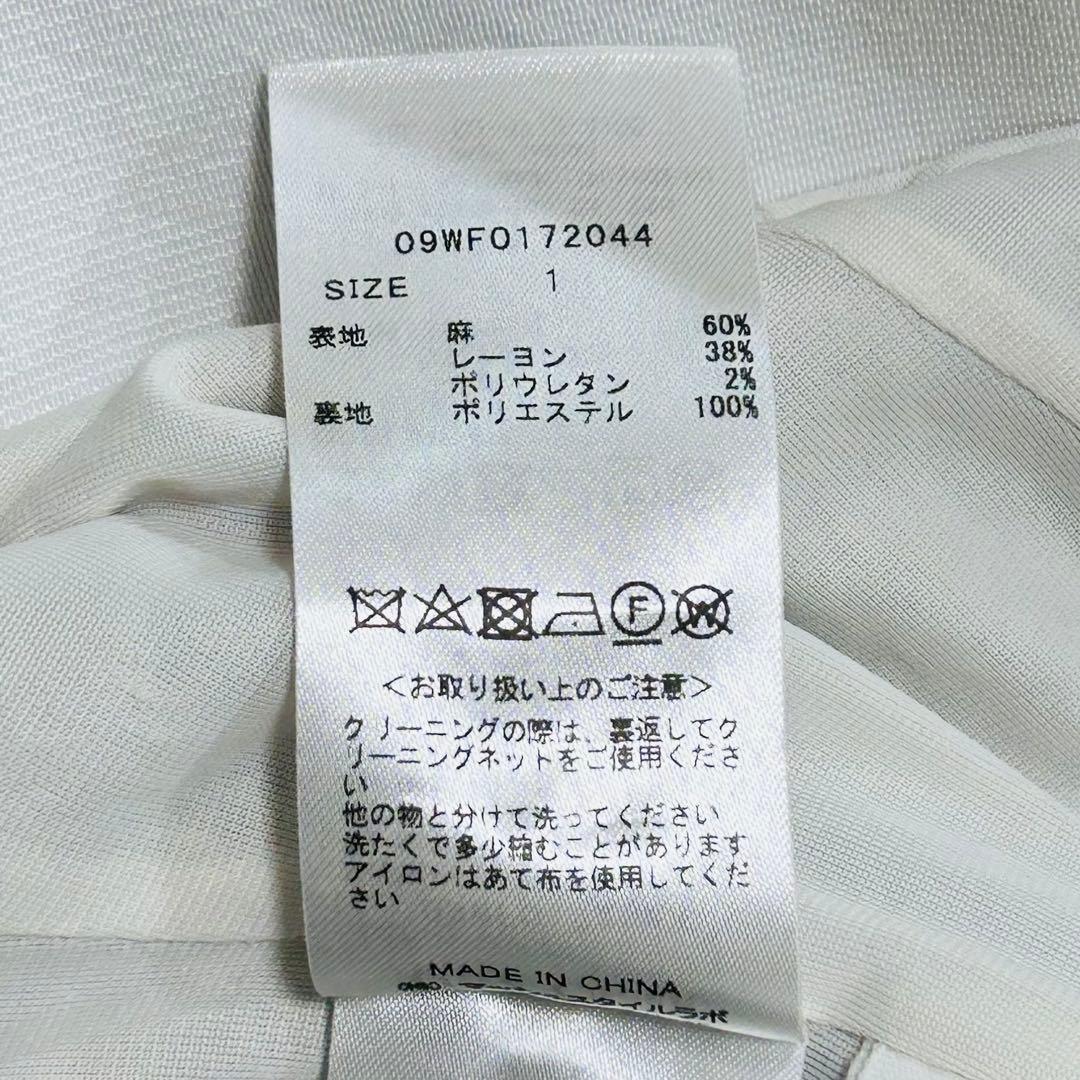 09WF0172044
SIZE 1
表地 麻 60%
レーヨン 38%
ポリウレタン 2%
裏地 ポリエステル 100%
F
W
<お取り扱い上のご注意>
クリーニングの際は、裏返してク
リーニングネットをご使用くださ
い
他の物と分けて洗ってください
洗たくで多少縮むことがあります
アイロンはあて布を使用してくだ
さい
MADE IN CHINA
スタイルラボ